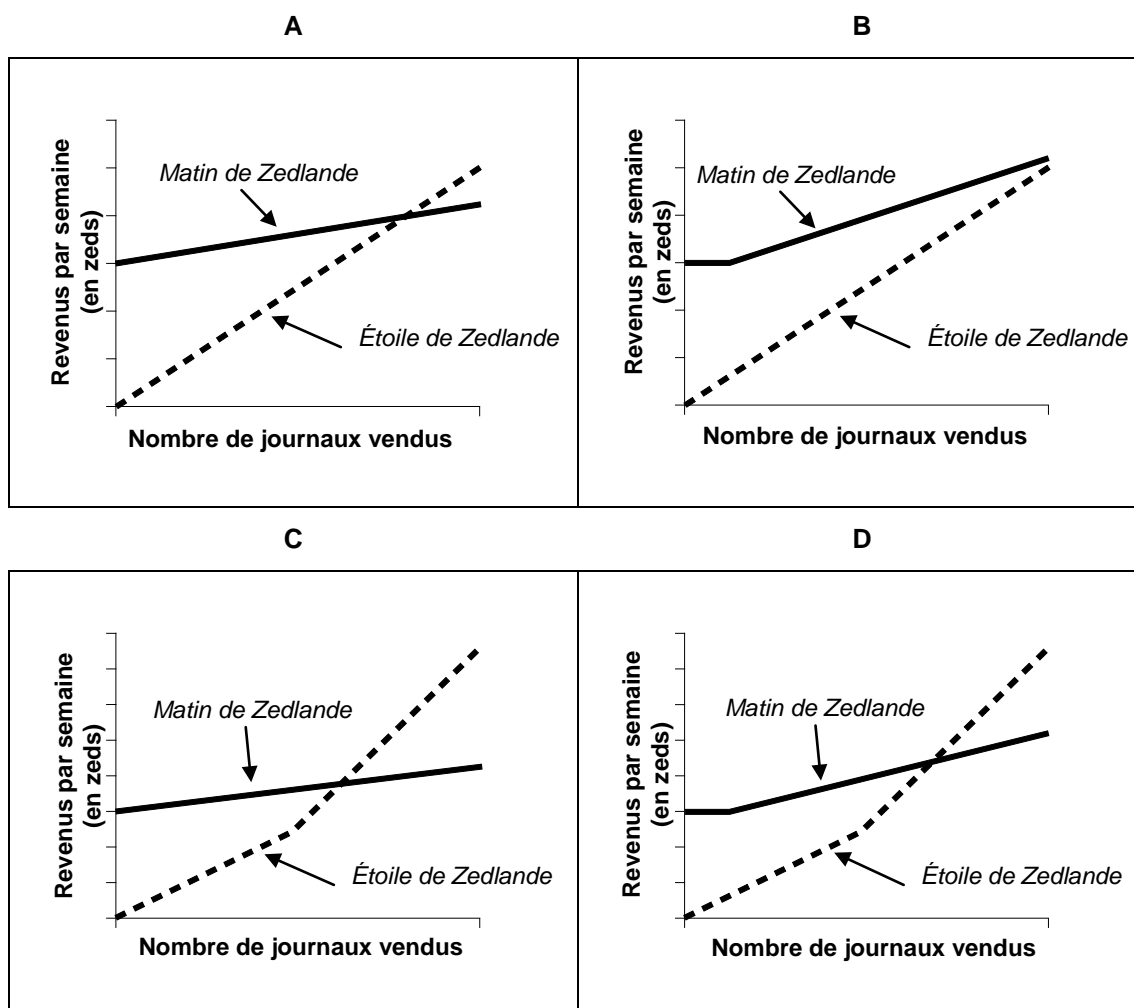 A
B
Revenus par semaine
(en zeds)
Matin de Zedlande
Étoile de Zedlande
Nombre de journaux vendus
Revenus par semaine
(en zeds)
Matin de Zedlande
Étoile de Zedlande
Nombre de journaux vendus
C
D
Revenus par semaine
(en zeds)
Matin de Zedlande
Étoile de Zedlande
Nombre de journaux vendus
Revenus par semaine
(en zeds)
Matin de Zedlande
Étoile de Zedlande
Nombre de journaux vendus